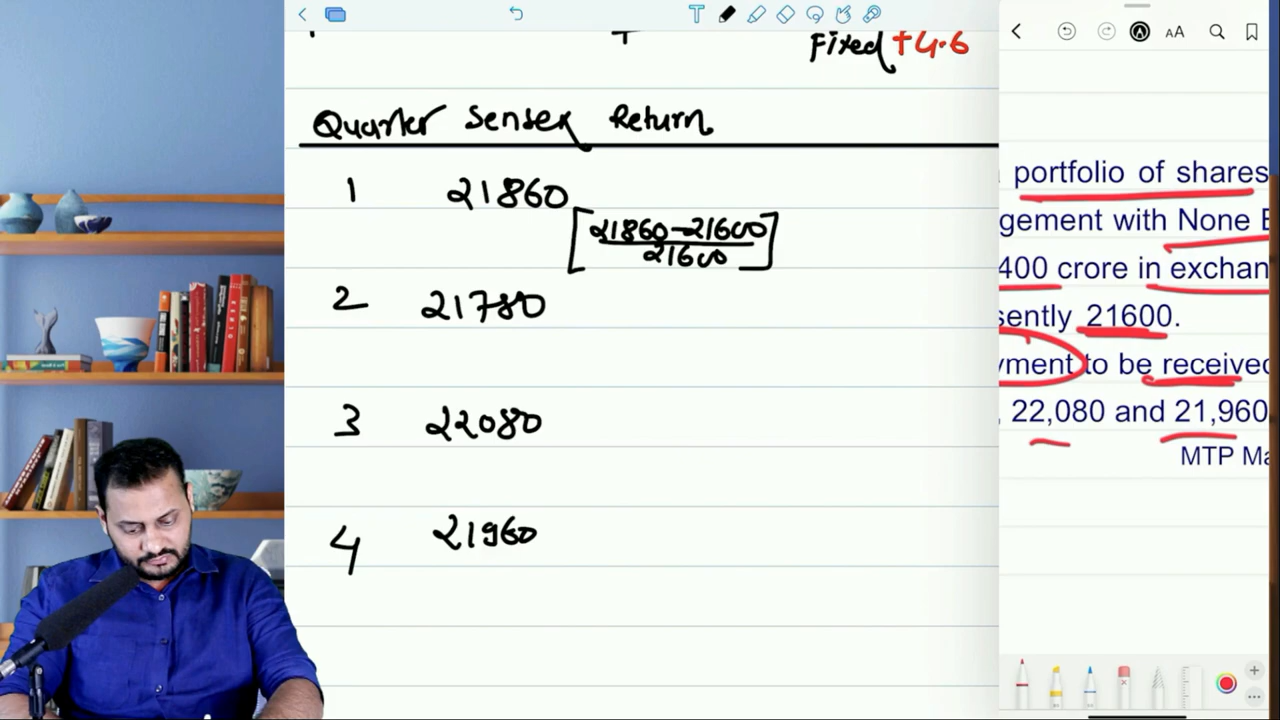 Fixed +4.6
Quarter Sensex Return
1 21860
[21860-21600
21600]
2 21780
3 22080
4 21960
AA
portfolio of shares
gement with None E
400 crore in exchan
sently 21600.
yment to be received
, 22,080 and 21,960
MTP Ma